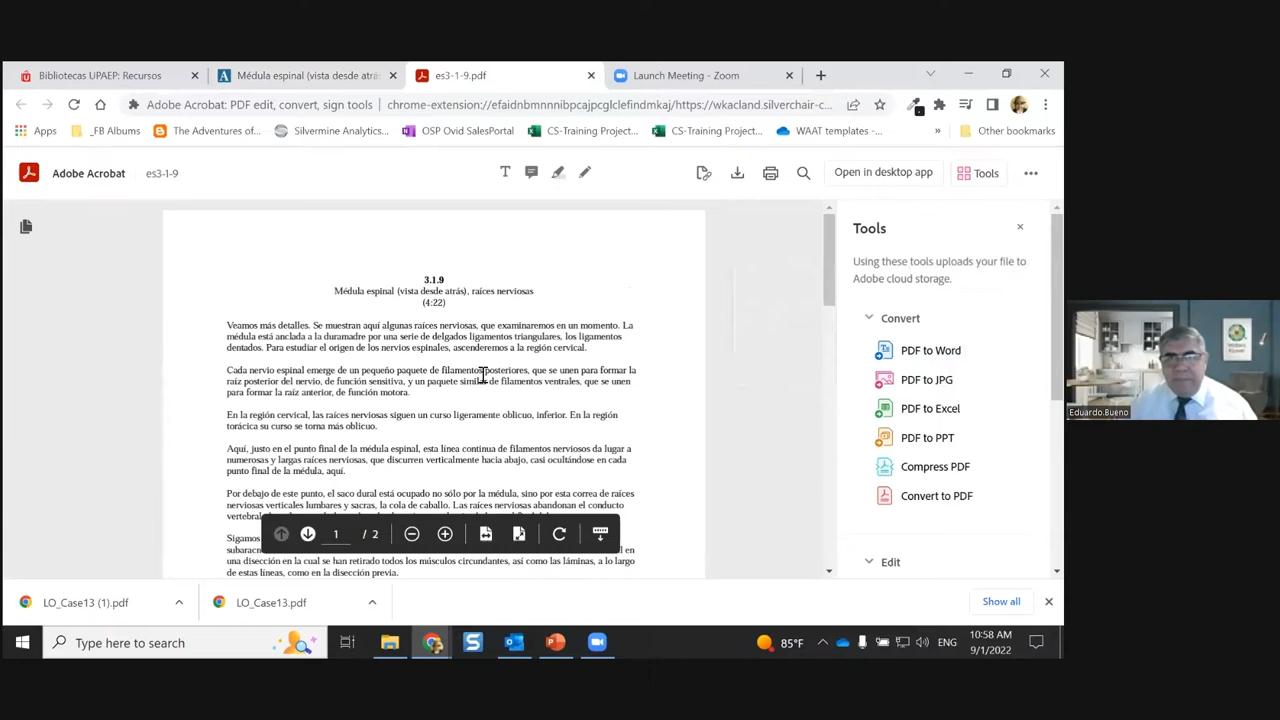 Bibliotecas UPAEP: Recursos
Médula espinal (vista desde atrás
es3-1-9.pdf
Launch Meeting - Zoom
Adobe Acrobat: PDF edit, convert, sign tools | chrome-extension://efaidnbmnnnibpcajpcglclefindmkaj/https://wkacland.silverchair-c...
Apps
_FB Albums
The Adventures of...
Silvermine Analytics...
OSP Ovid SalesPortal
CS-Training Project...
CS-Training Project...
WAAT templates -...
»
Other bookmarks
Adobe Acrobat
es3-1-9
Open in desktop app
Tools
3.1.9
Médula espinal (vista desde atrás), raíces nerviosas
(4:22)
Veamos más detalles. Se muestran aquí algunas raíces nerviosas, que examinaremos en un momento. La
médula está anclada a la duramadre por una serie de delgados ligamentos triangulares, los ligamentos
dentados. Para estudiar el origen de los nervios espinales, ascenderemos a la región cervical.
Cada nervio espinal emerge de un pequeño paquete de filamentos posteriores, que se unen para formar la
raíz posterior del nervio, de función sensitiva, y un paquete similar de filamentos ventrales, que se unen
para formar la raíz anterior, de función motora.
En la región cervical, las raíces nerviosas siguen un curso ligeramente oblicuo, inferior. En la región
torácica su curso se torna más oblicuo.
Aquí, justo en el punto final de la médula espinal, esta línea continua de filamentos nerviosos da lugar a
numerosas y largas raíces nerviosas, que discurren verticalmente hacia abajo, casi ocultándose en cada
punto final de la médula, aquí.
Por debajo de este punto, el saco dural está ocupado no sólo por la médula, sino por esta correa de raíces
nerviosas verticales lumbares y sacras, la cola de caballo. Las raíces nerviosas abandonan el conducto
Sigamos
una disección en la cual se han retirado todos los músculos circundantes, así como las láminas, a lo largo
de estas líneas, como en la disección previa.
1 / 2
Tools
Using these tools uploads your file to
Adobe cloud storage.
Convert
PDF to Word
PDF to JPG
PDF to Excel
PDF to PPT
Compress PDF
Convert to PDF
Edit
Eduardo.Bueno
LO_Case13 (1).pdf
LO_Case13.pdf
Show all
Type here to search
85°F
ENG
10:58 AM
9/1/2022